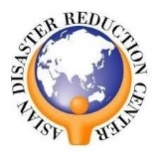 ASIAN DISASTER REDUCTION CENTER